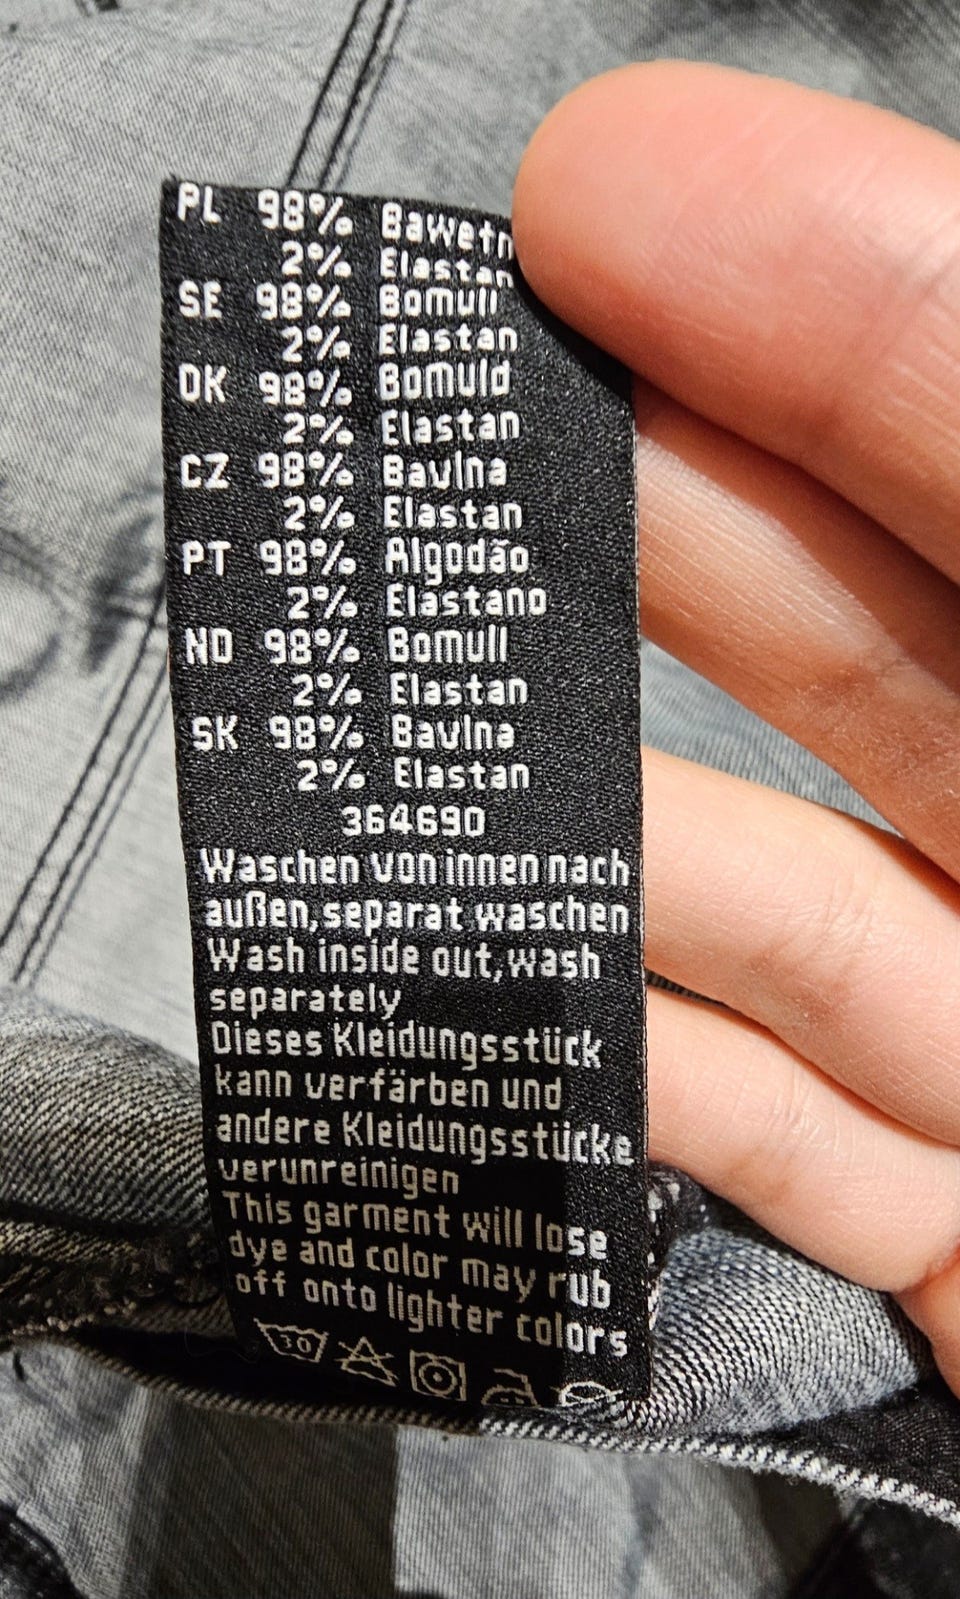 PL 98% Bawełn
2% Elastan
SE 98% Bomull
2% Elastan
DK 98% Bomuld
2% Elastan
CZ 98% Bavlna
2% Elastan
PT 98% Algodão
2% Elastano
NO 98% Bomull
2% Elastan
SK 98% Bavlna
2% Elastan
364690
Waschen von innen nach
außen, separat waschen
Wash inside out, wash
separately
Dieses Kleidungsstück
kann verfärben und
andere Kleidungsstücke
verunreinigen
This garment will lose
dye and color may rub
off onto lighter colors
30